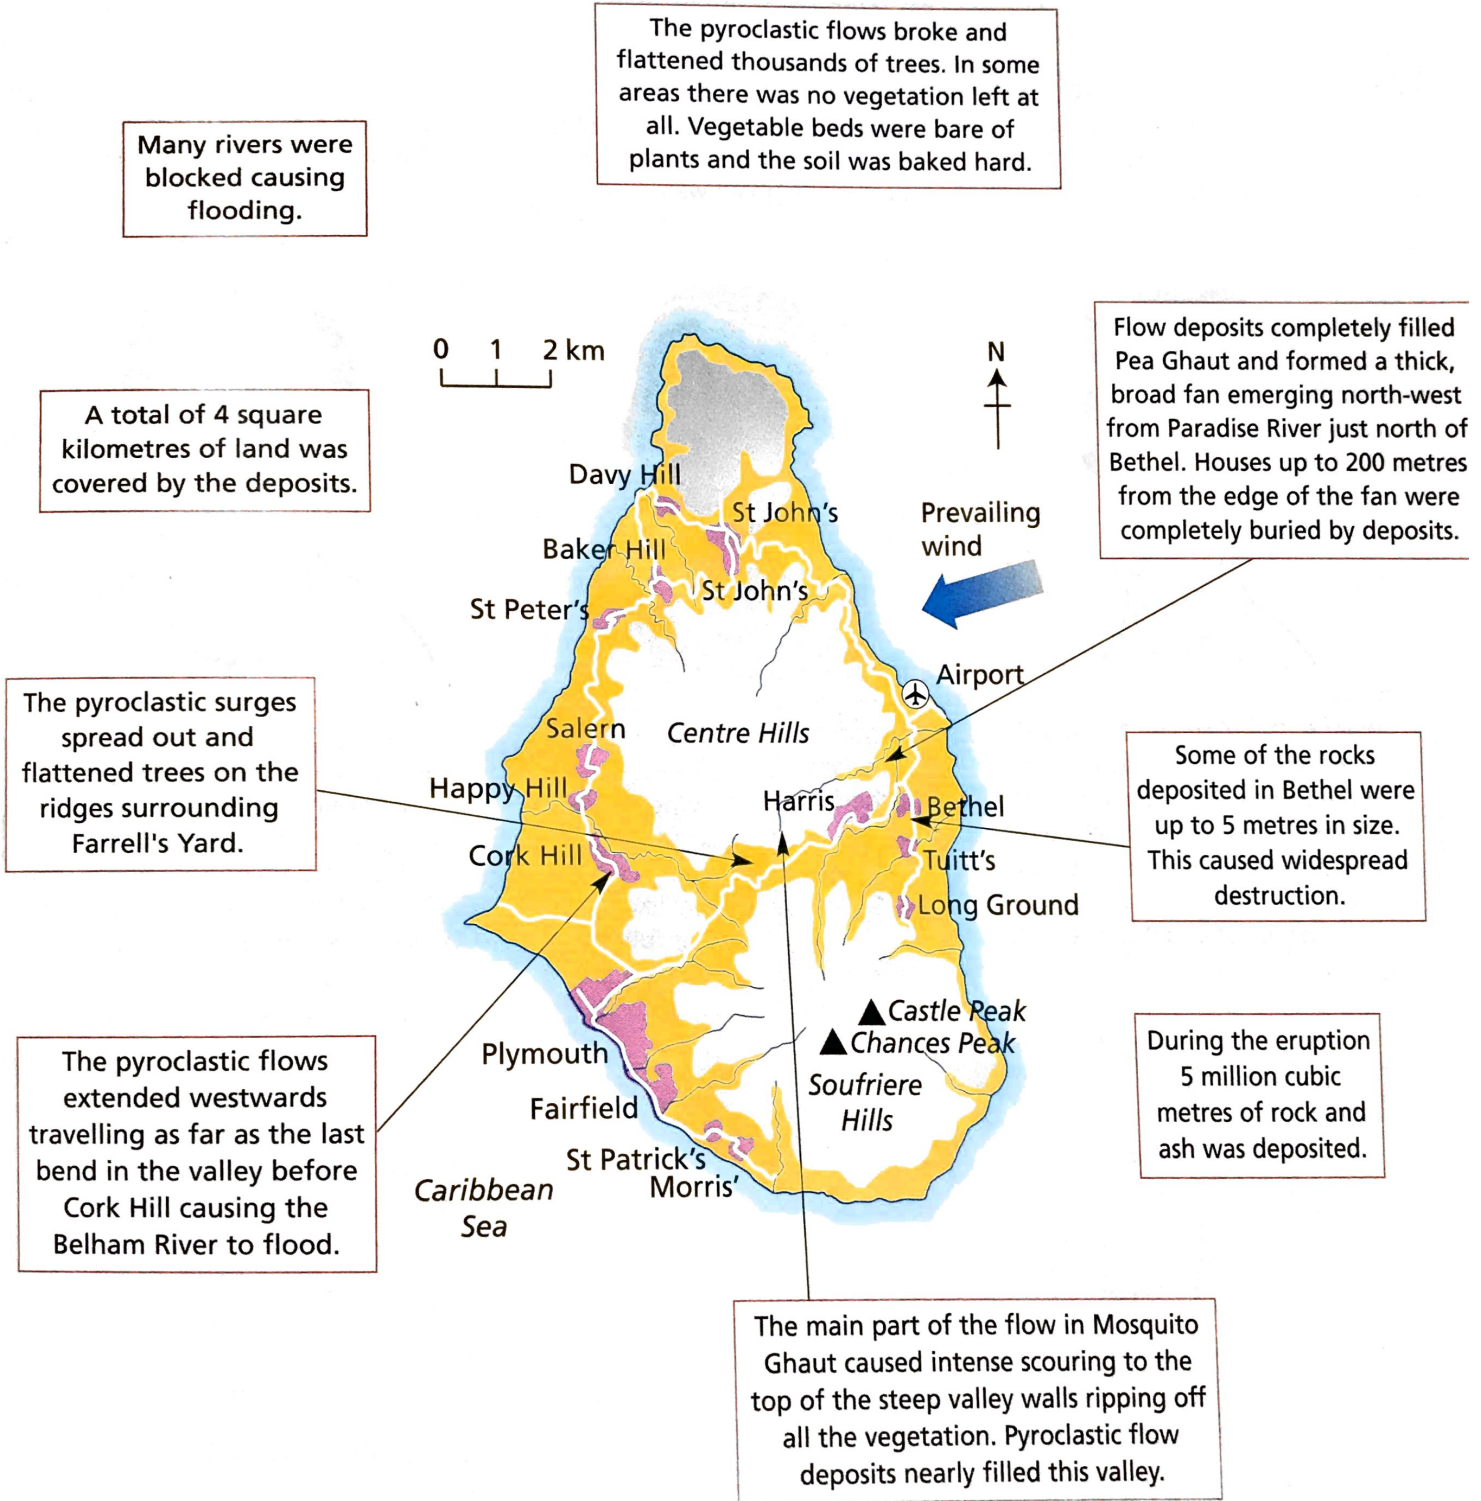 The pyroclastic flows broke and
flattened thousands of trees. In some
areas there was no vegetation left at
all. Vegetable beds were bare of
plants and the soil was baked hard.
Many rivers were
blocked causing
flooding.
0 1 2 km
N
Flow deposits completely filled
Pea Ghaut and formed a thick,
broad fan emerging north-west
from Paradise River just north of
Bethel. Houses up to 200 metres
from the edge of the fan were
completely buried by deposits.
A total of 4 square
kilometres of land was
covered by the deposits.
Davy Hill
St John's
Prevailing
wind
Baker Hill
St John's
St Peter's
Airport
The pyroclastic surges
spread out and
flattened trees on the
ridges surrounding
Farrell's Yard.
Salern
Centre Hills
Happy Hill
Harris
Bethel
Some of the rocks
deposited in Bethel were
up to 5 metres in size.
This caused widespread
destruction.
Cork Hill
Tuitt's
Long Ground
Castle Peak
Chances Peak
Soufriere
Hills
Plymouth
Fairfield
St Patrick's
Morris'
Caribbean
Sea
The pyroclastic flows
extended westwards
travelling as far as the last
bend in the valley before
Cork Hill causing the
Belham River to flood.
During the eruption
5 million cubic
metres of rock and
ash was deposited.
The main part of the flow in Mosquito
Ghaut caused intense scouring to the
top of the steep valley walls ripping off
all the vegetation. Pyroclastic flow
deposits nearly filled this valley.